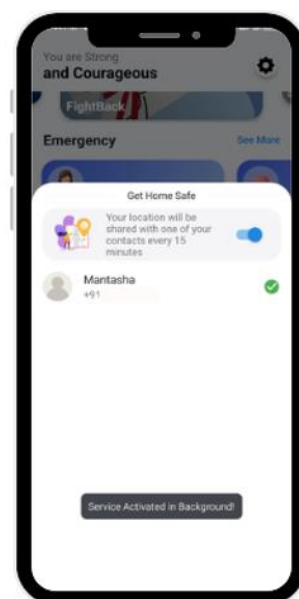 You are Strong
and Courageous
FightBack
Emergency
See More
Get Home Safe
Your location will be
shared with one of your
contacts every 15
minutes
Mantasha
+91
Service Activated in Background!